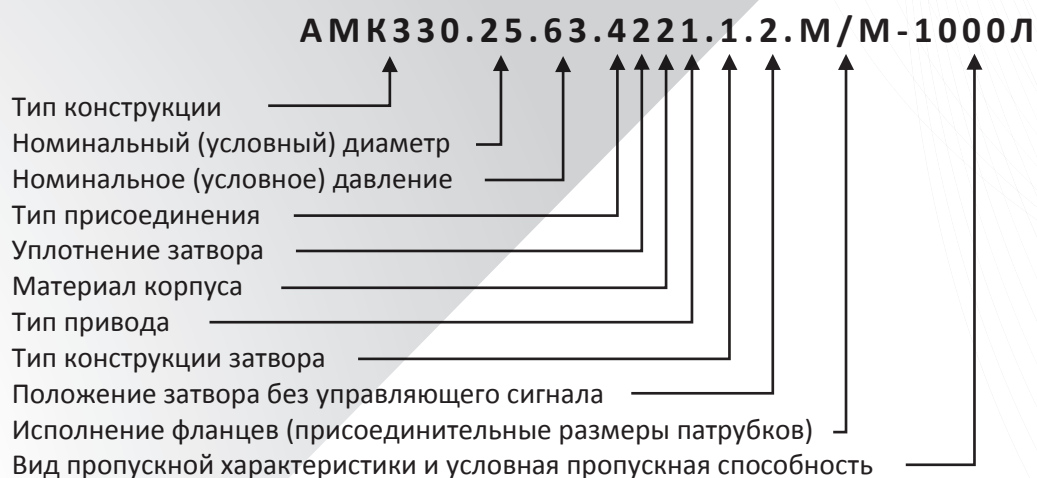 АМК330.25.63.4221.1.2.М/М-1000Л
Тип конструкции
Номинальный (условный) диаметр
Номинальное (условное) давление
Тип присоединения
Уплотнение затвора
Материал корпуса
Тип привода
Тип конструкции затвора
Положение затвора без управляющего сигнала
Исполнение фланцев (присоединительные размеры патрубков)
Вид пропускной характеристики и условная пропускная способность